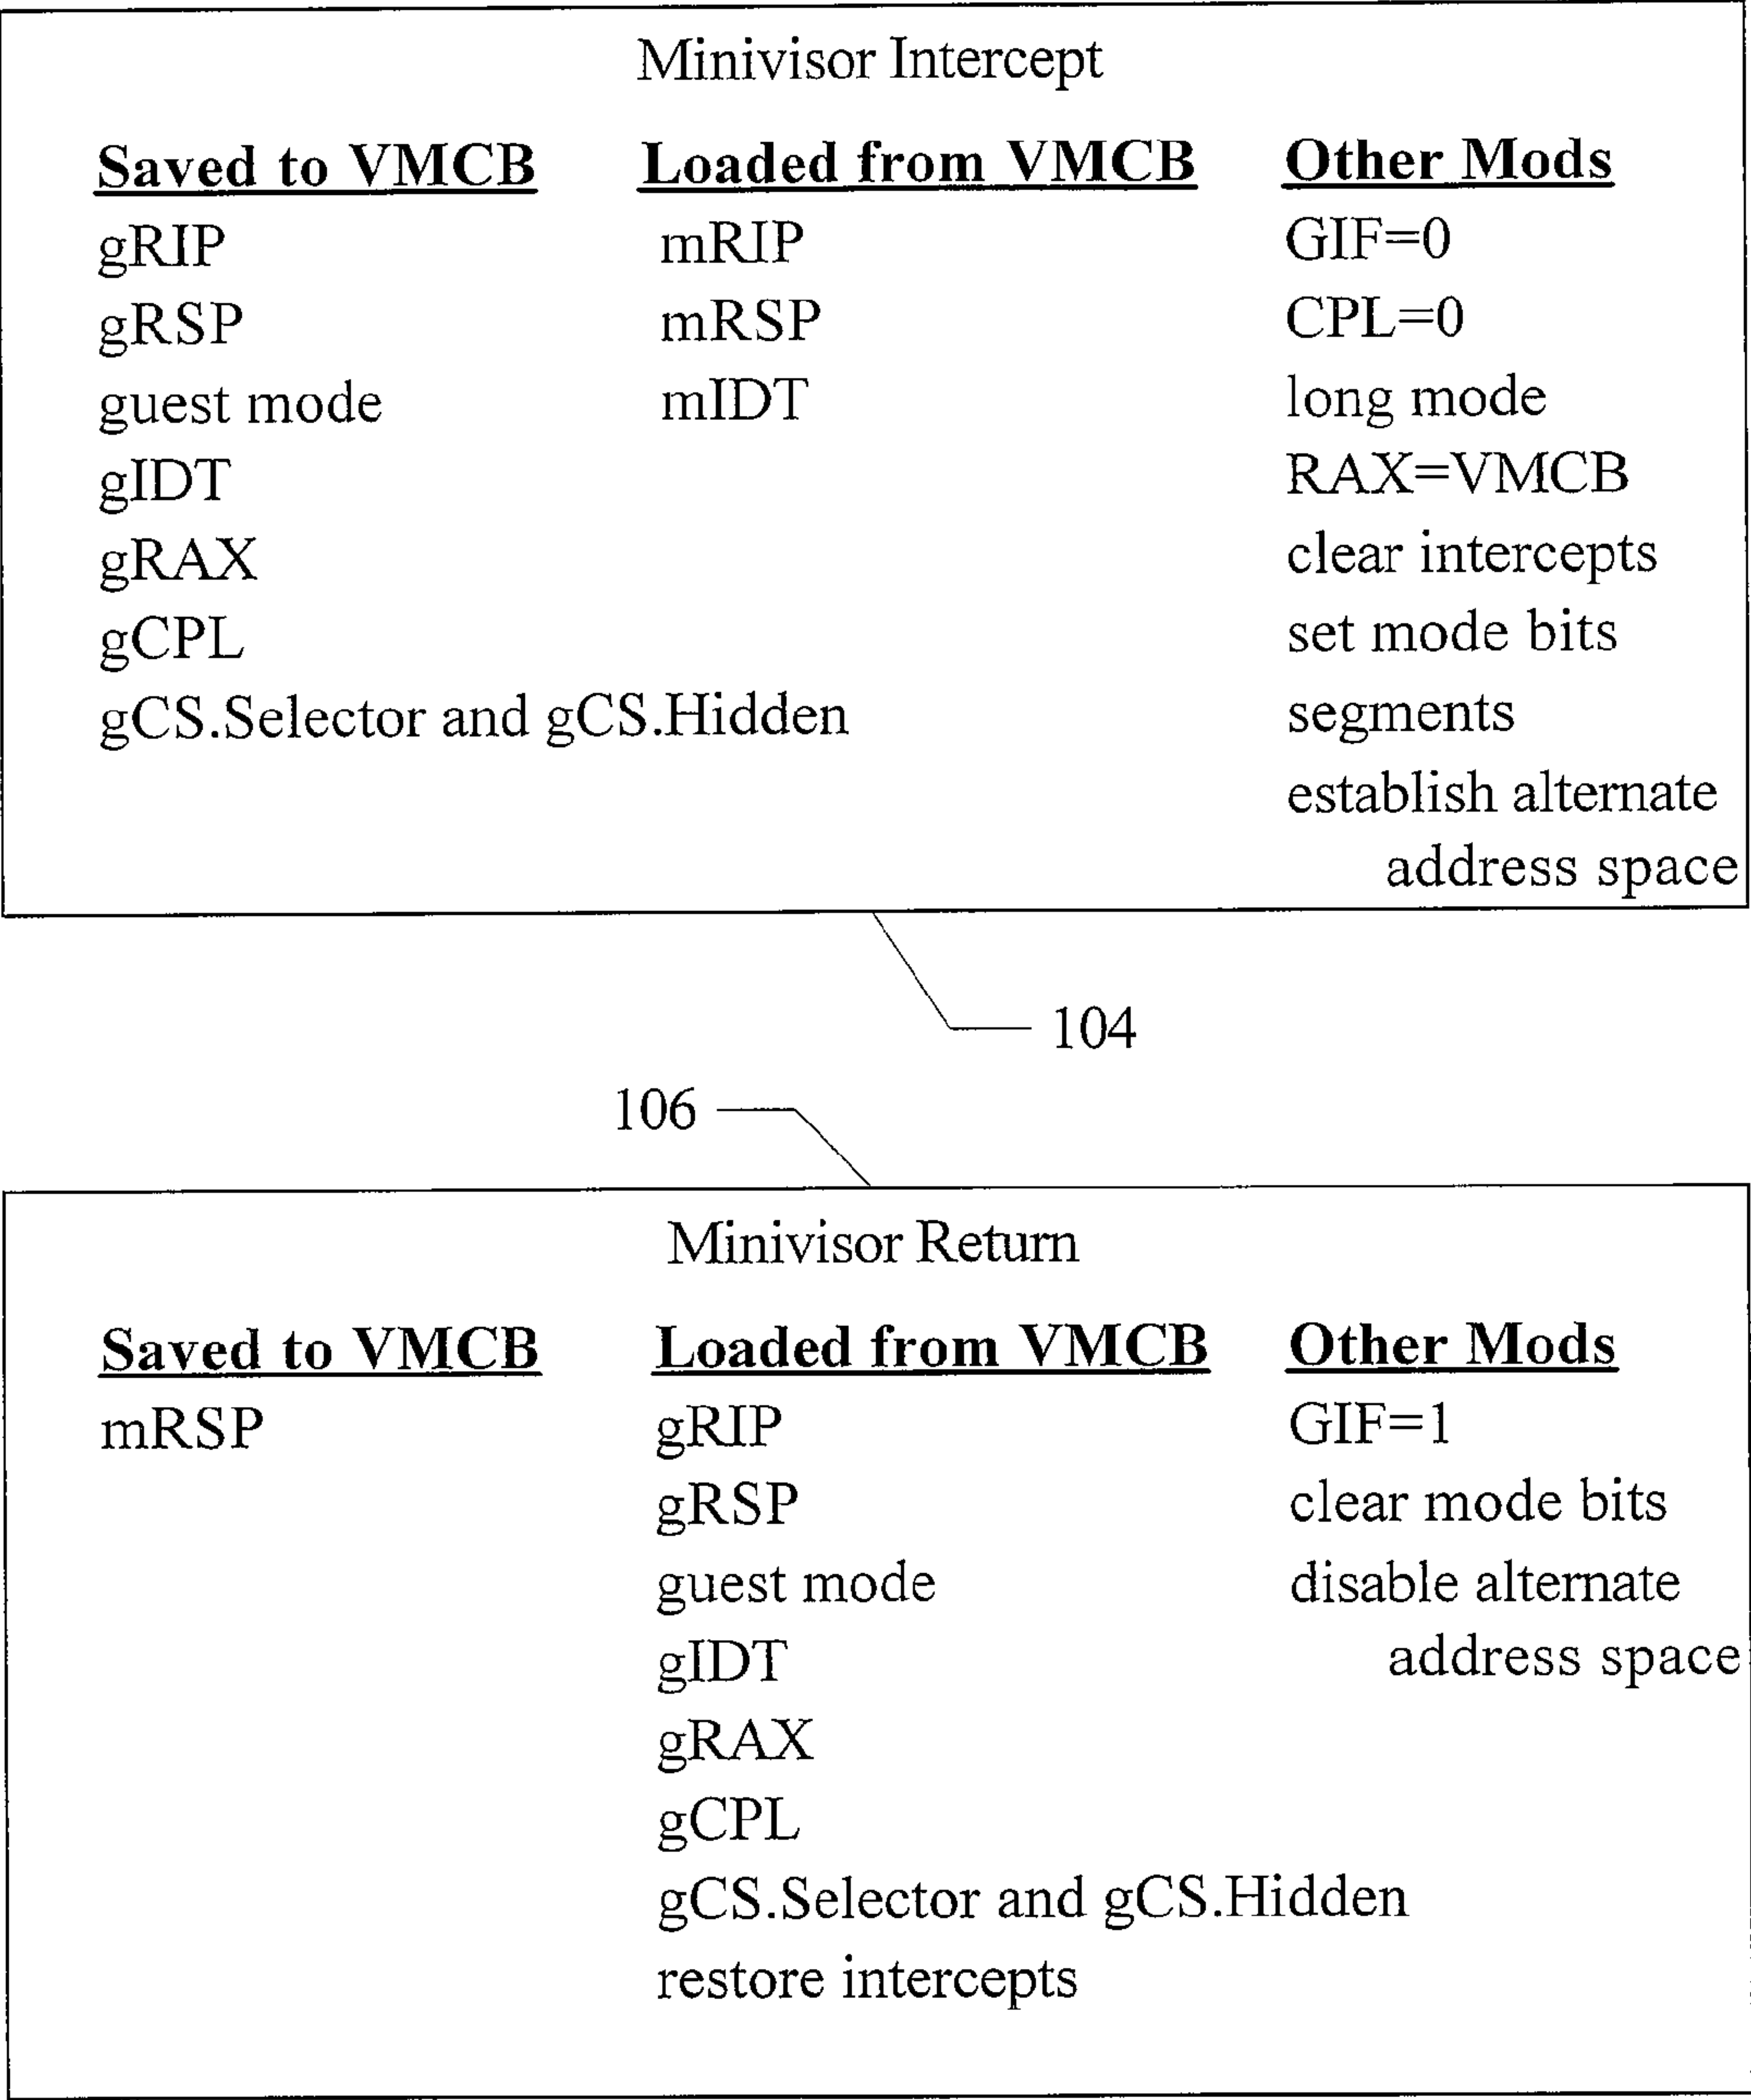 Minivisor Intercept
Saved to VMCB Loaded from VMCB Other Mods
gRIP mRIP GIF=0
gRSP mRSP CPL=0
guest mode mIDT long mode
gIDT RAX=VMCB
gRAX clear intercepts
gCPL set mode bits
gCS.Selector and gCS.Hidden segments
establish alternate
address space
104
106
Minivisor Return
Saved to VMCB Loaded from VMCB Other Mods
mRSP gRIP GIF=1
gRSP clear mode bits
guest mode disable alternate
gIDT address space
gRAX
gCPL
gCS.Selector and gCS.Hidden
restore intercepts